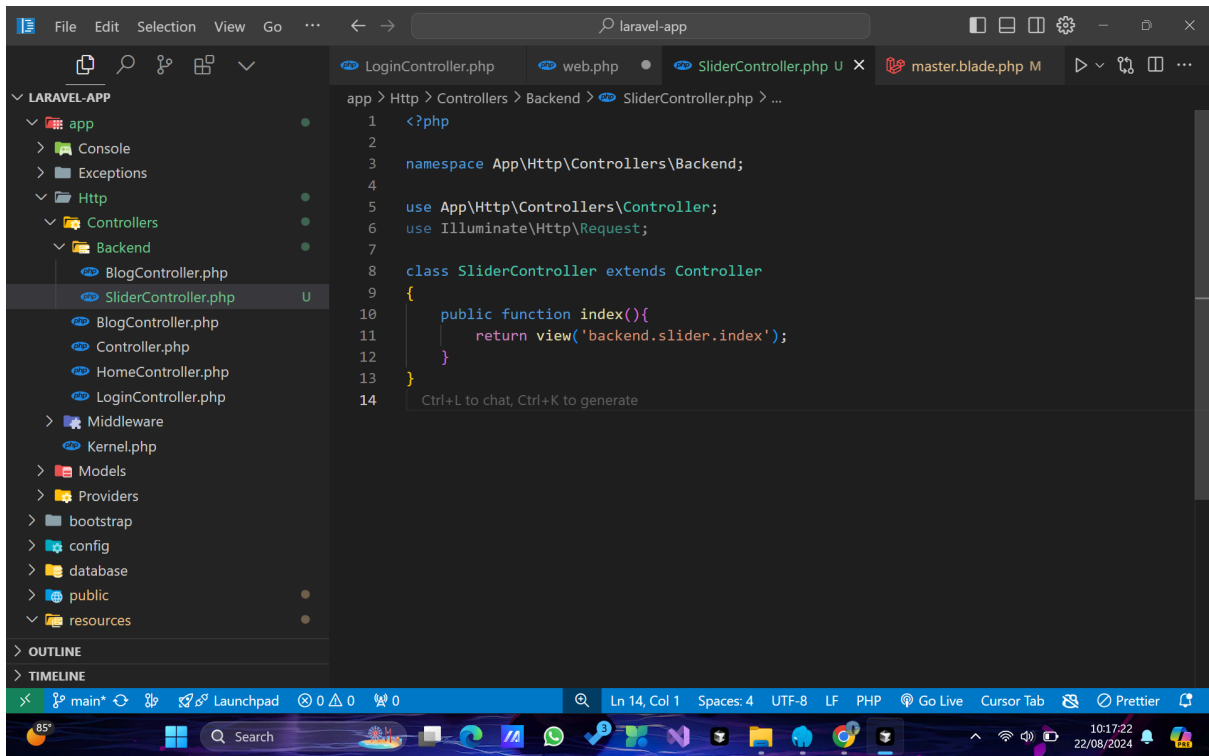 File Edit Selection View Go ··· laravel-app
LoginController.php web.php SliderController.php U master.blade.php M
LARAVEL-APP
app
Console
Exceptions
Http
Controllers
Backend
BlogController.php
SliderController.php U
BlogController.php
Controller.php
HomeController.php
LoginController.php
Middleware
Kernel.php
Models
Providers
bootstrap
config
database
public
resources
OUTLINE
TIMELINE
app > Http > Controllers > Backend > SliderController.php > ...
1 <?php
2
3 namespace App\Http\Controllers\Backend;
4
5 use App\Http\Controllers\Controller;
6 use Illuminate\Http\Request;
7
8 class SliderController extends Controller
9 {
10 public function index(){
11 return view('backend.slider.index');
12 }
13 }
14 Ctrl+L to chat, Ctrl+K to generate
main* Launchpad 0 0 0 Ln 14, Col 1 Spaces: 4 UTF-8 LF PHP Go Live Cursor Tab Prettier
85° Search 3 10:17:22
22/08/2024 PRE